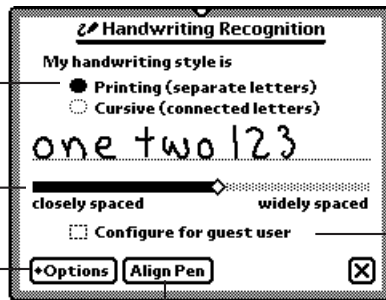 Handwriting Recognition
My handwriting style is
Printing (separate letters)
Cursive (connected letters)
one two 123
closely spaced widely spaced
Configure for guest user
Options Align Pen